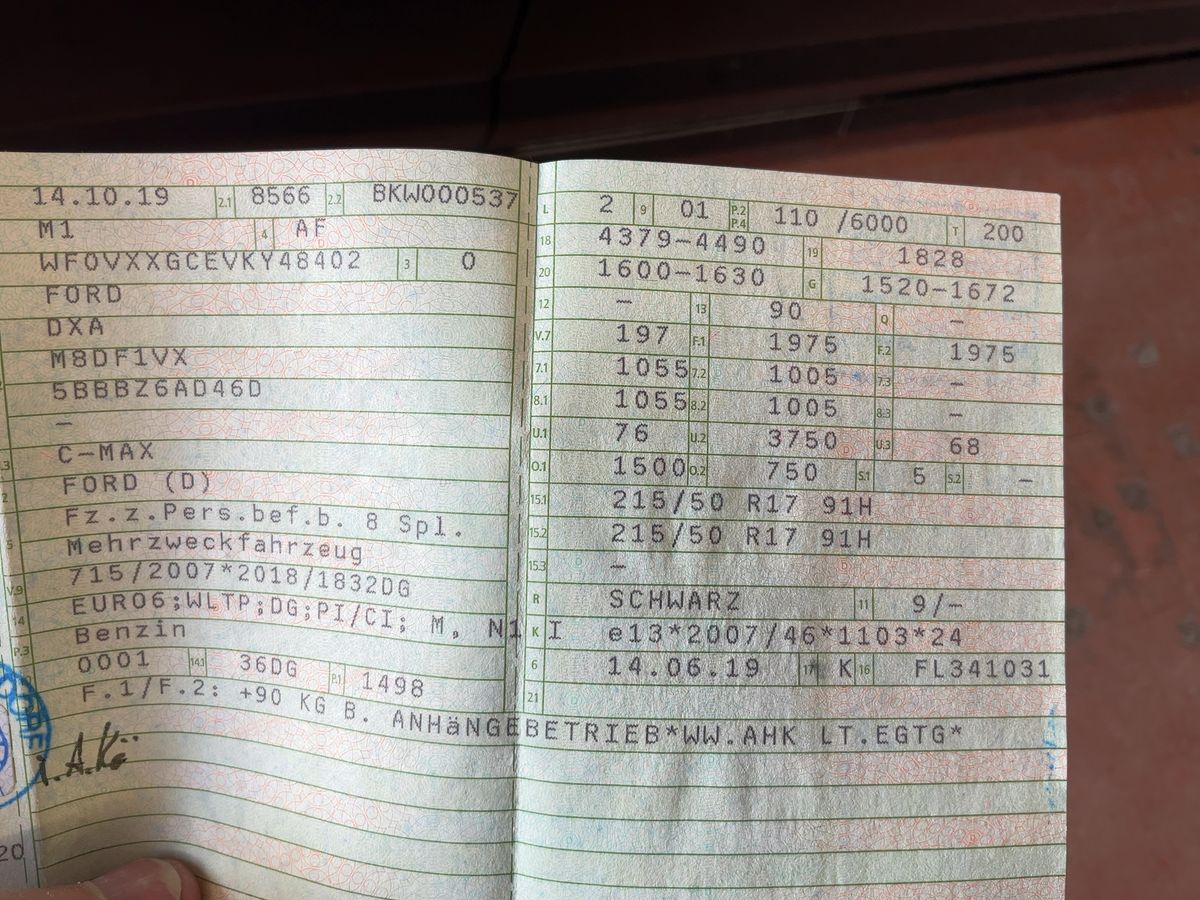 14.10.19 2.1 8566 2.2 BKW000537
M1 4 AF
WF0VXXGCEVKY48402 3 0
FORD
DXA
M8DF1VX
5BBBZ6AD46D
–
C-MAX
FORD (D)
Fz.z.Pers.bef.b. 8 Spl.
Mehrzweckfahrzeug
V.9 715/2007*2018/1832DG
14 EURO6;WLTP;DG;PI/CI; M, N1 I
P.3 Benzin
0001 14.1 36DG P.1 1498
F.1/F.2: +90 KG B. ANHäNGEBETRIEB*WW.AHK LT.EGTG*
i.A.Kö
20
L 2 9 01 P.2 P.4 110 /6000 T 200
18 4379-4490 19 1828
20 1600-1630 G 1520-1672
12 – 13 90 Q –
V.7 197 F.1 1975 F.2 1975
7.1 1055 7.2 1005 7.3 –
8.1 1055 8.2 1005 8.3 –
U.1 76 U.2 3750 U.3 68
O.1 1500 O.2 750 S.1 5 S.2 –
15.1 215/50 R17 91H
15.2 215/50 R17 91H
15.3 –
R SCHWARZ 11 9/-
K e13*2007/46*1103*24
6 14.06.19 17 K 16 FL341031
21